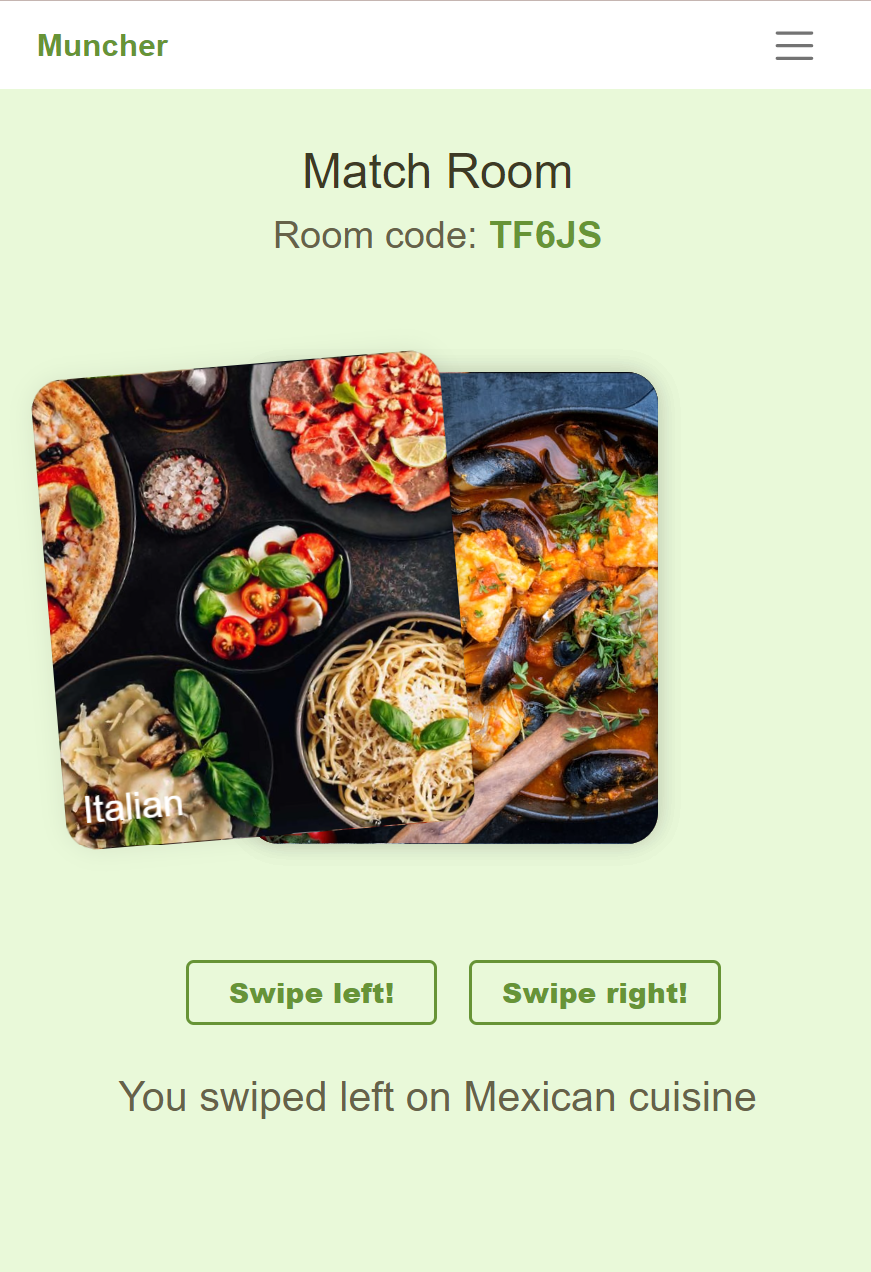 Muncher
Match Room
Room code: TF6JS
Italian
Swipe left!
Swipe right!
You swiped left on Mexican cuisine